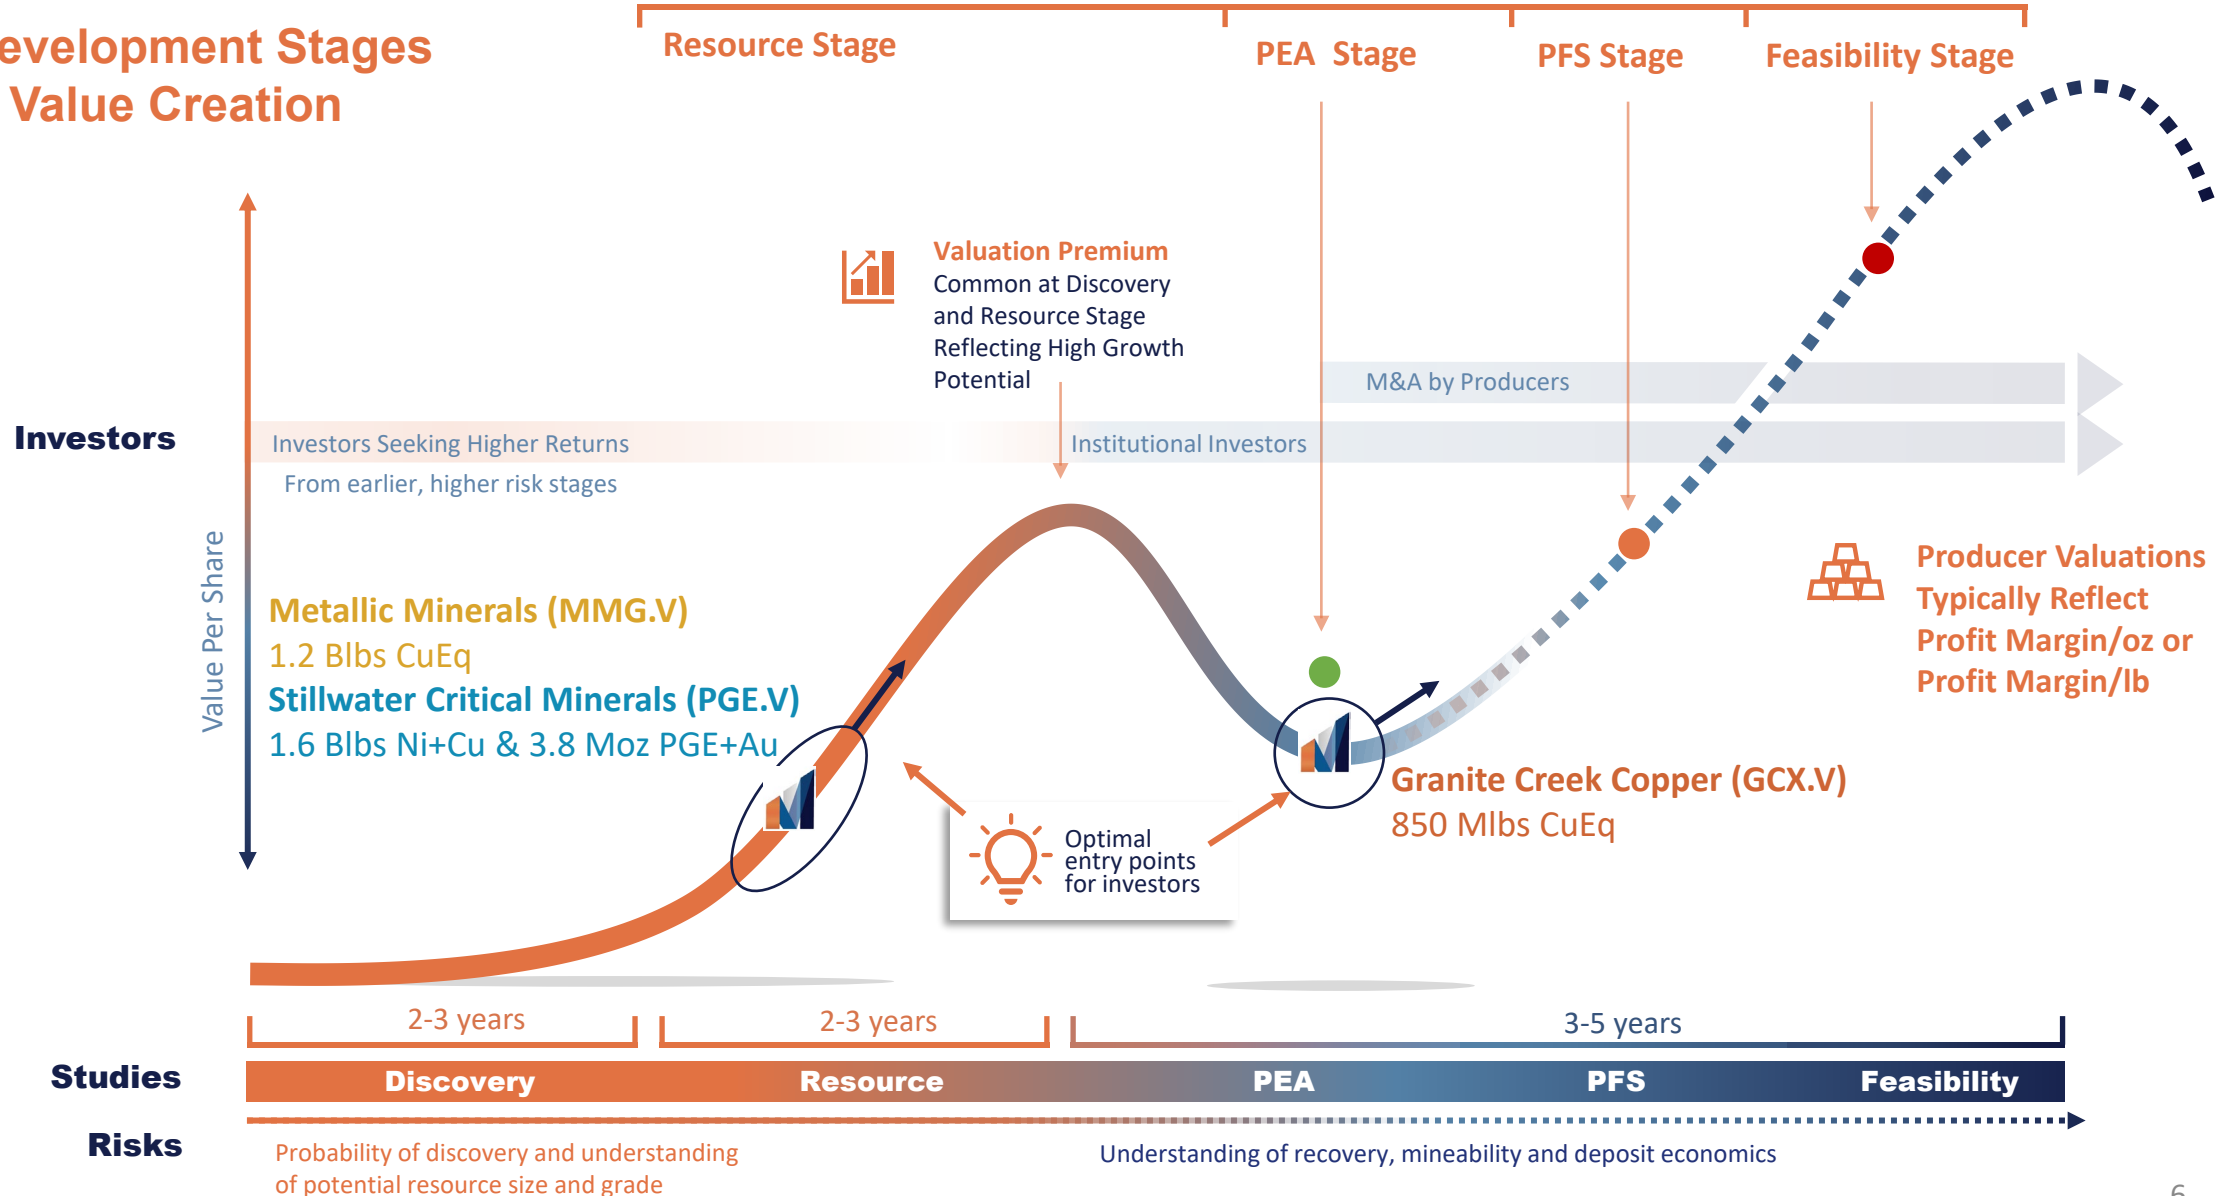 evelopment Stages
Value Creation
Resource Stage
PEA Stage
PFS Stage
Feasibility Stage
Valuation Premium
Common at Discovery
and Resource Stage
Reflecting High Growth
Potential
M&A by Producers
Investors
Investors Seeking Higher Returns
Institutional Investors
From earlier, higher risk stages
Value Per Share
Metallic Minerals (MMG.V)
1.2 Blbs CuEq
Stillwater Critical Minerals (PGE.V)
1.6 Blbs Ni+Cu & 3.8 Moz PGE+Au
Producer Valuations
Typically Reflect
Profit Margin/oz or
Profit Margin/lb
Granite Creek Copper (GCX.V)
850 Mlbs CuEq
Optimal
entry points
for investors
2-3 years
2-3 years
3-5 years
Studies
Discovery
Resource
PEA
PFS
Feasibility
Risks
Probability of discovery and understanding
of potential resource size and grade
Understanding of recovery, mineability and deposit economics
6